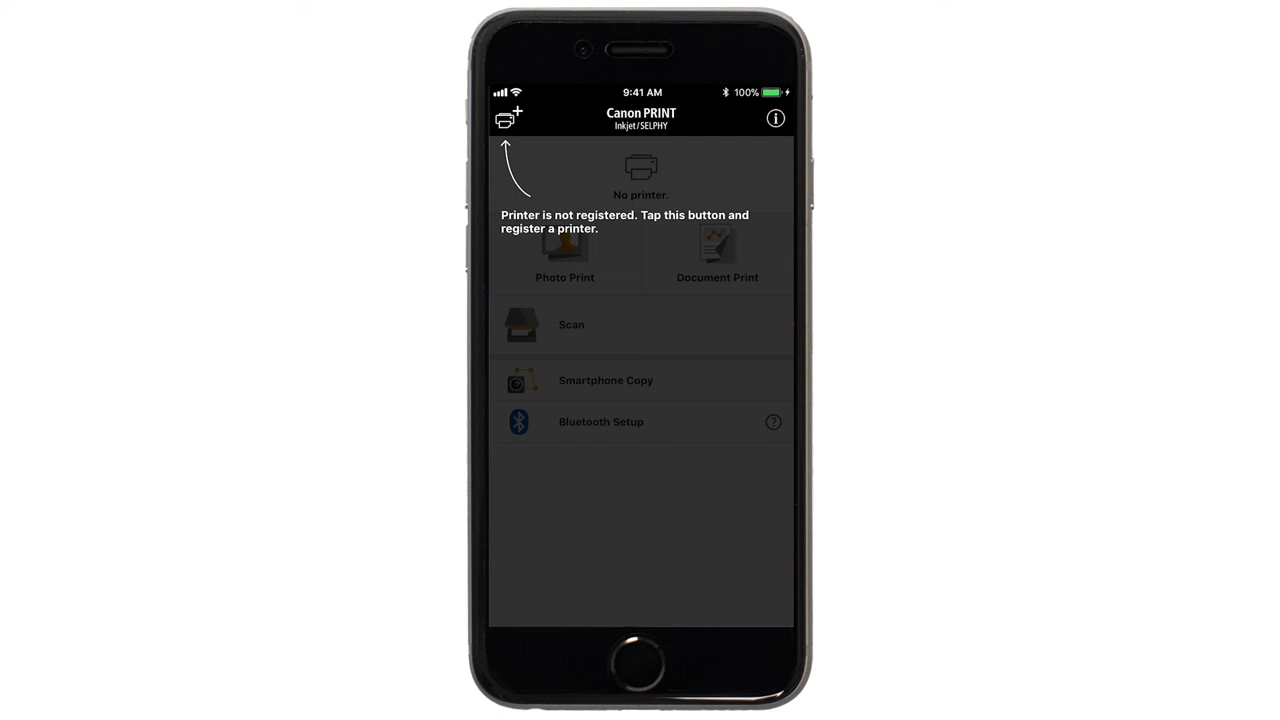 9:41 AM
100%
Canon PRINT
Inkjet/SELPHY
No printer.
Printer is not registered. Tap this button and
register a printer.
Photo Print
Document Print
Scan
Smartphone Copy
Bluetooth Setup